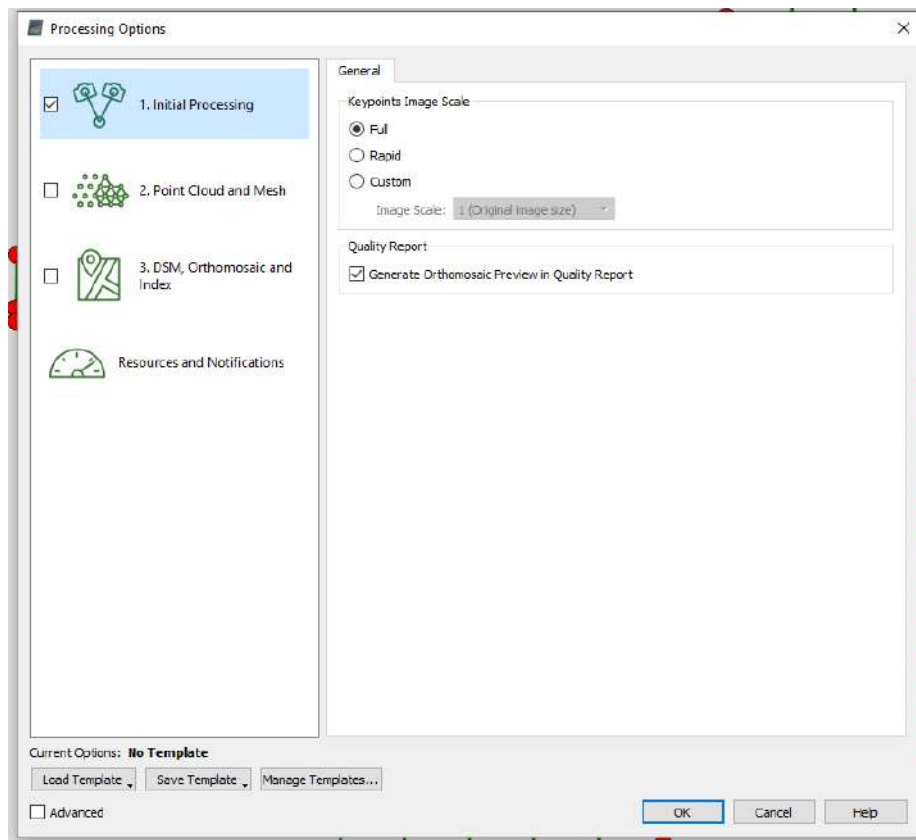 Processing Options
1. Initial Processing
2. Point Cloud and Mesh
3. DSM, Orthomosaic and
Index
Resources and Notifications
General
Keypoints Image Scale
Full
Rapid
Custom
Image Scale: 1 (Original image size)
Quality Report
Generate Orthomosaic Preview in Quality Report
Current Options: No Template
Load Template
Save Template
Manage Templates...
Advanced
OK
Cancel
Help